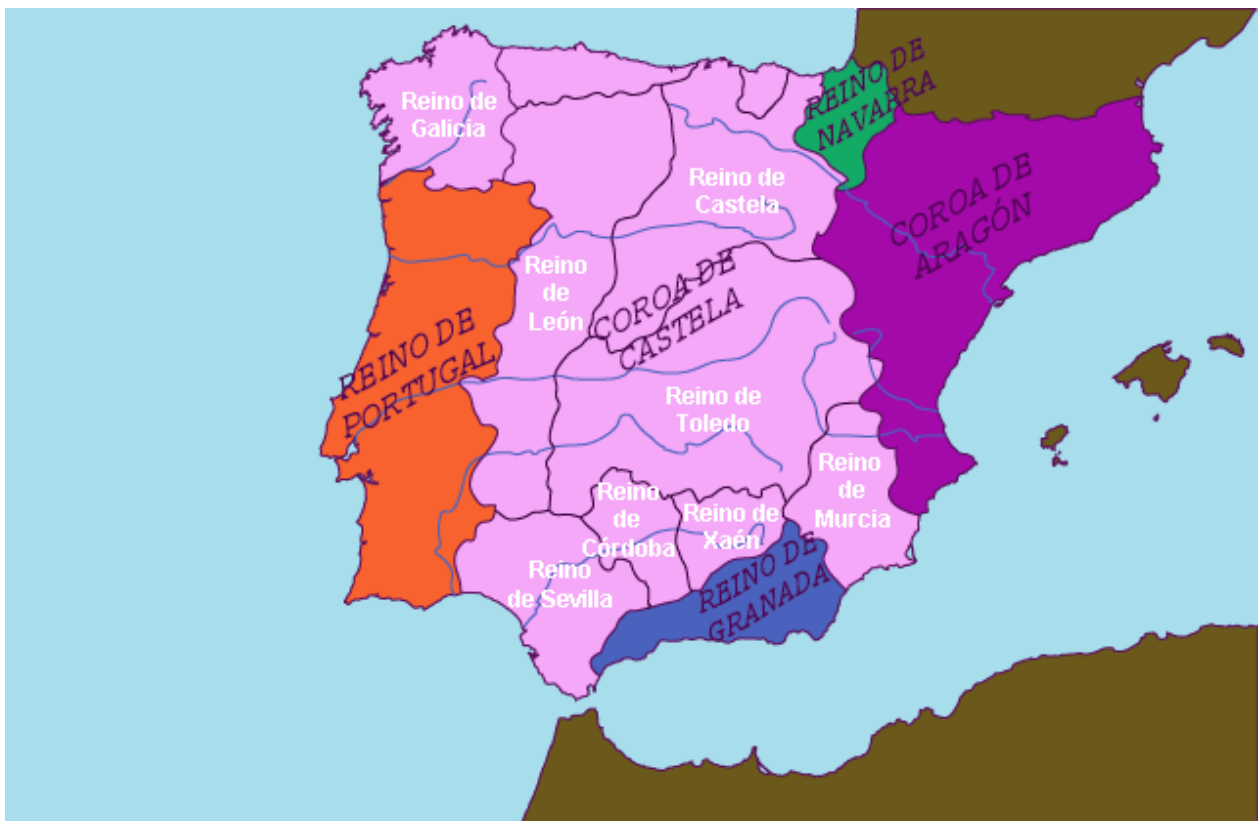 Reino de
Galicia
REINO DE
NAVARRA
Reino de
Castela
COROA DE
ARAGÓN
Reino
de
León
COROA DE
CASTELA
REINO DE
PORTUGAL
Reino de
Toledo
Reino
de
Murcia
Reino
de
Córdoba
Reino de
Xaén
Reino
de Sevilla
REINO DE
GRANADA